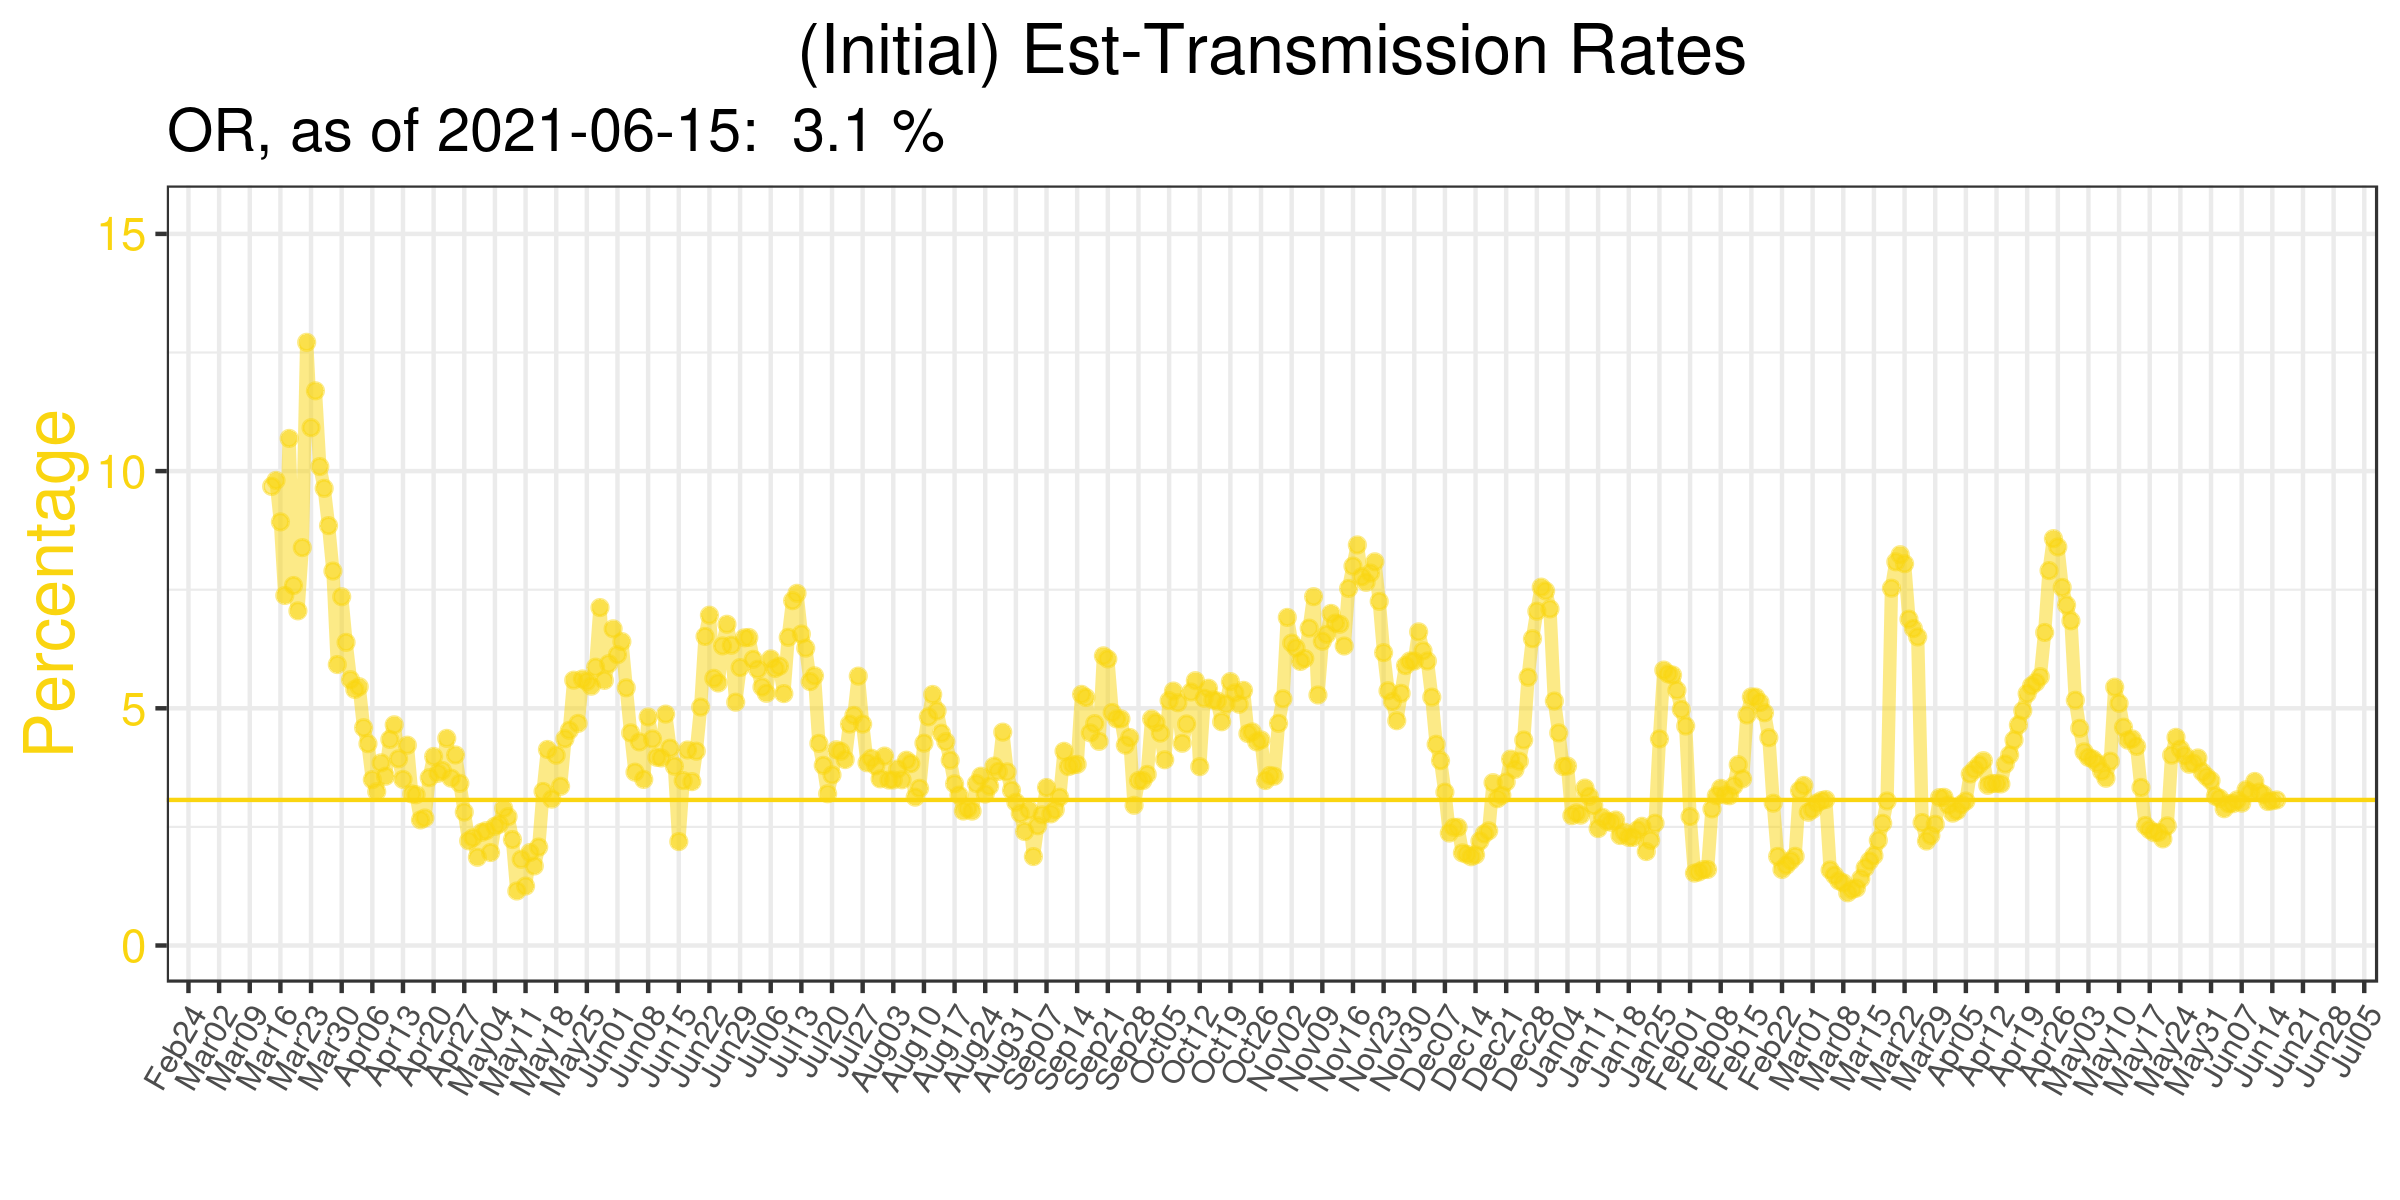 (Initial) Est-Transmission Rates
OR, as of 2021-06-15:  3.1 %
Percentage
15
10
5
0
Feb24
Mar02
Mar09
Mar16
Mar23
Mar30
Apr06
Apr13
Apr20
Apr27
May04
May11
May18
May25
Jun01
Jun08
Jun15
Jun22
Jun29
Jul06
Jul13
Jul20
Jul27
Aug03
Aug10
Aug17
Aug24
Aug31
Sep07
Sep14
Sep21
Sep28
Oct05
Oct12
Oct19
Oct26
Nov02
Nov09
Nov16
Nov23
Nov30
Dec07
Dec14
Dec21
Dec28
Jan04
Jan11
Jan18
Jan25
Feb01
Feb08
Feb15
Feb22
Mar01
Mar08
Mar15
Mar22
Mar29
Apr05
Apr12
Apr19
Apr26
May03
May10
May17
May24
May31
Jun07
Jun14
Jun21
Jun28
Jul05